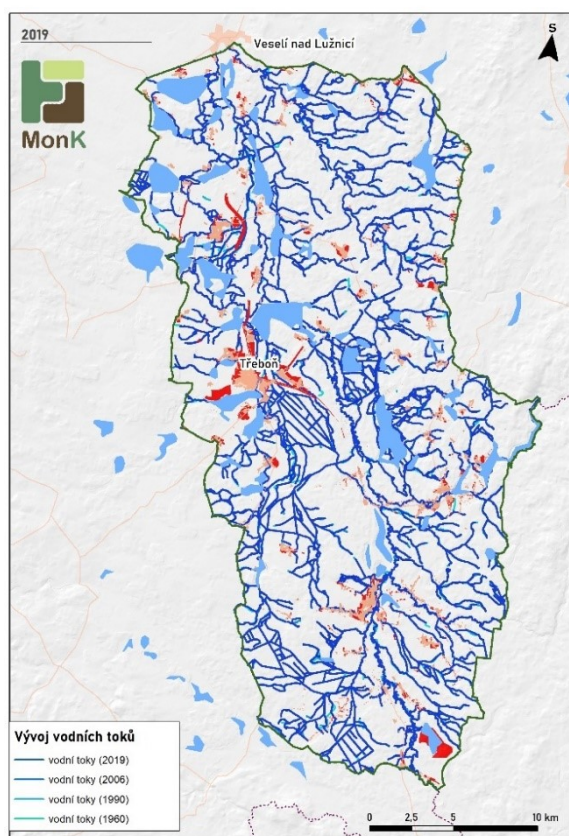 2019
Veselí nad Lužnicí
S
MonK
Třeboň
Vývoj vodních toků
vodní toky (2019)
vodní toky (2006)
vodní toky (1990)
vodní toky (1960)
0 2,5 5 10 km